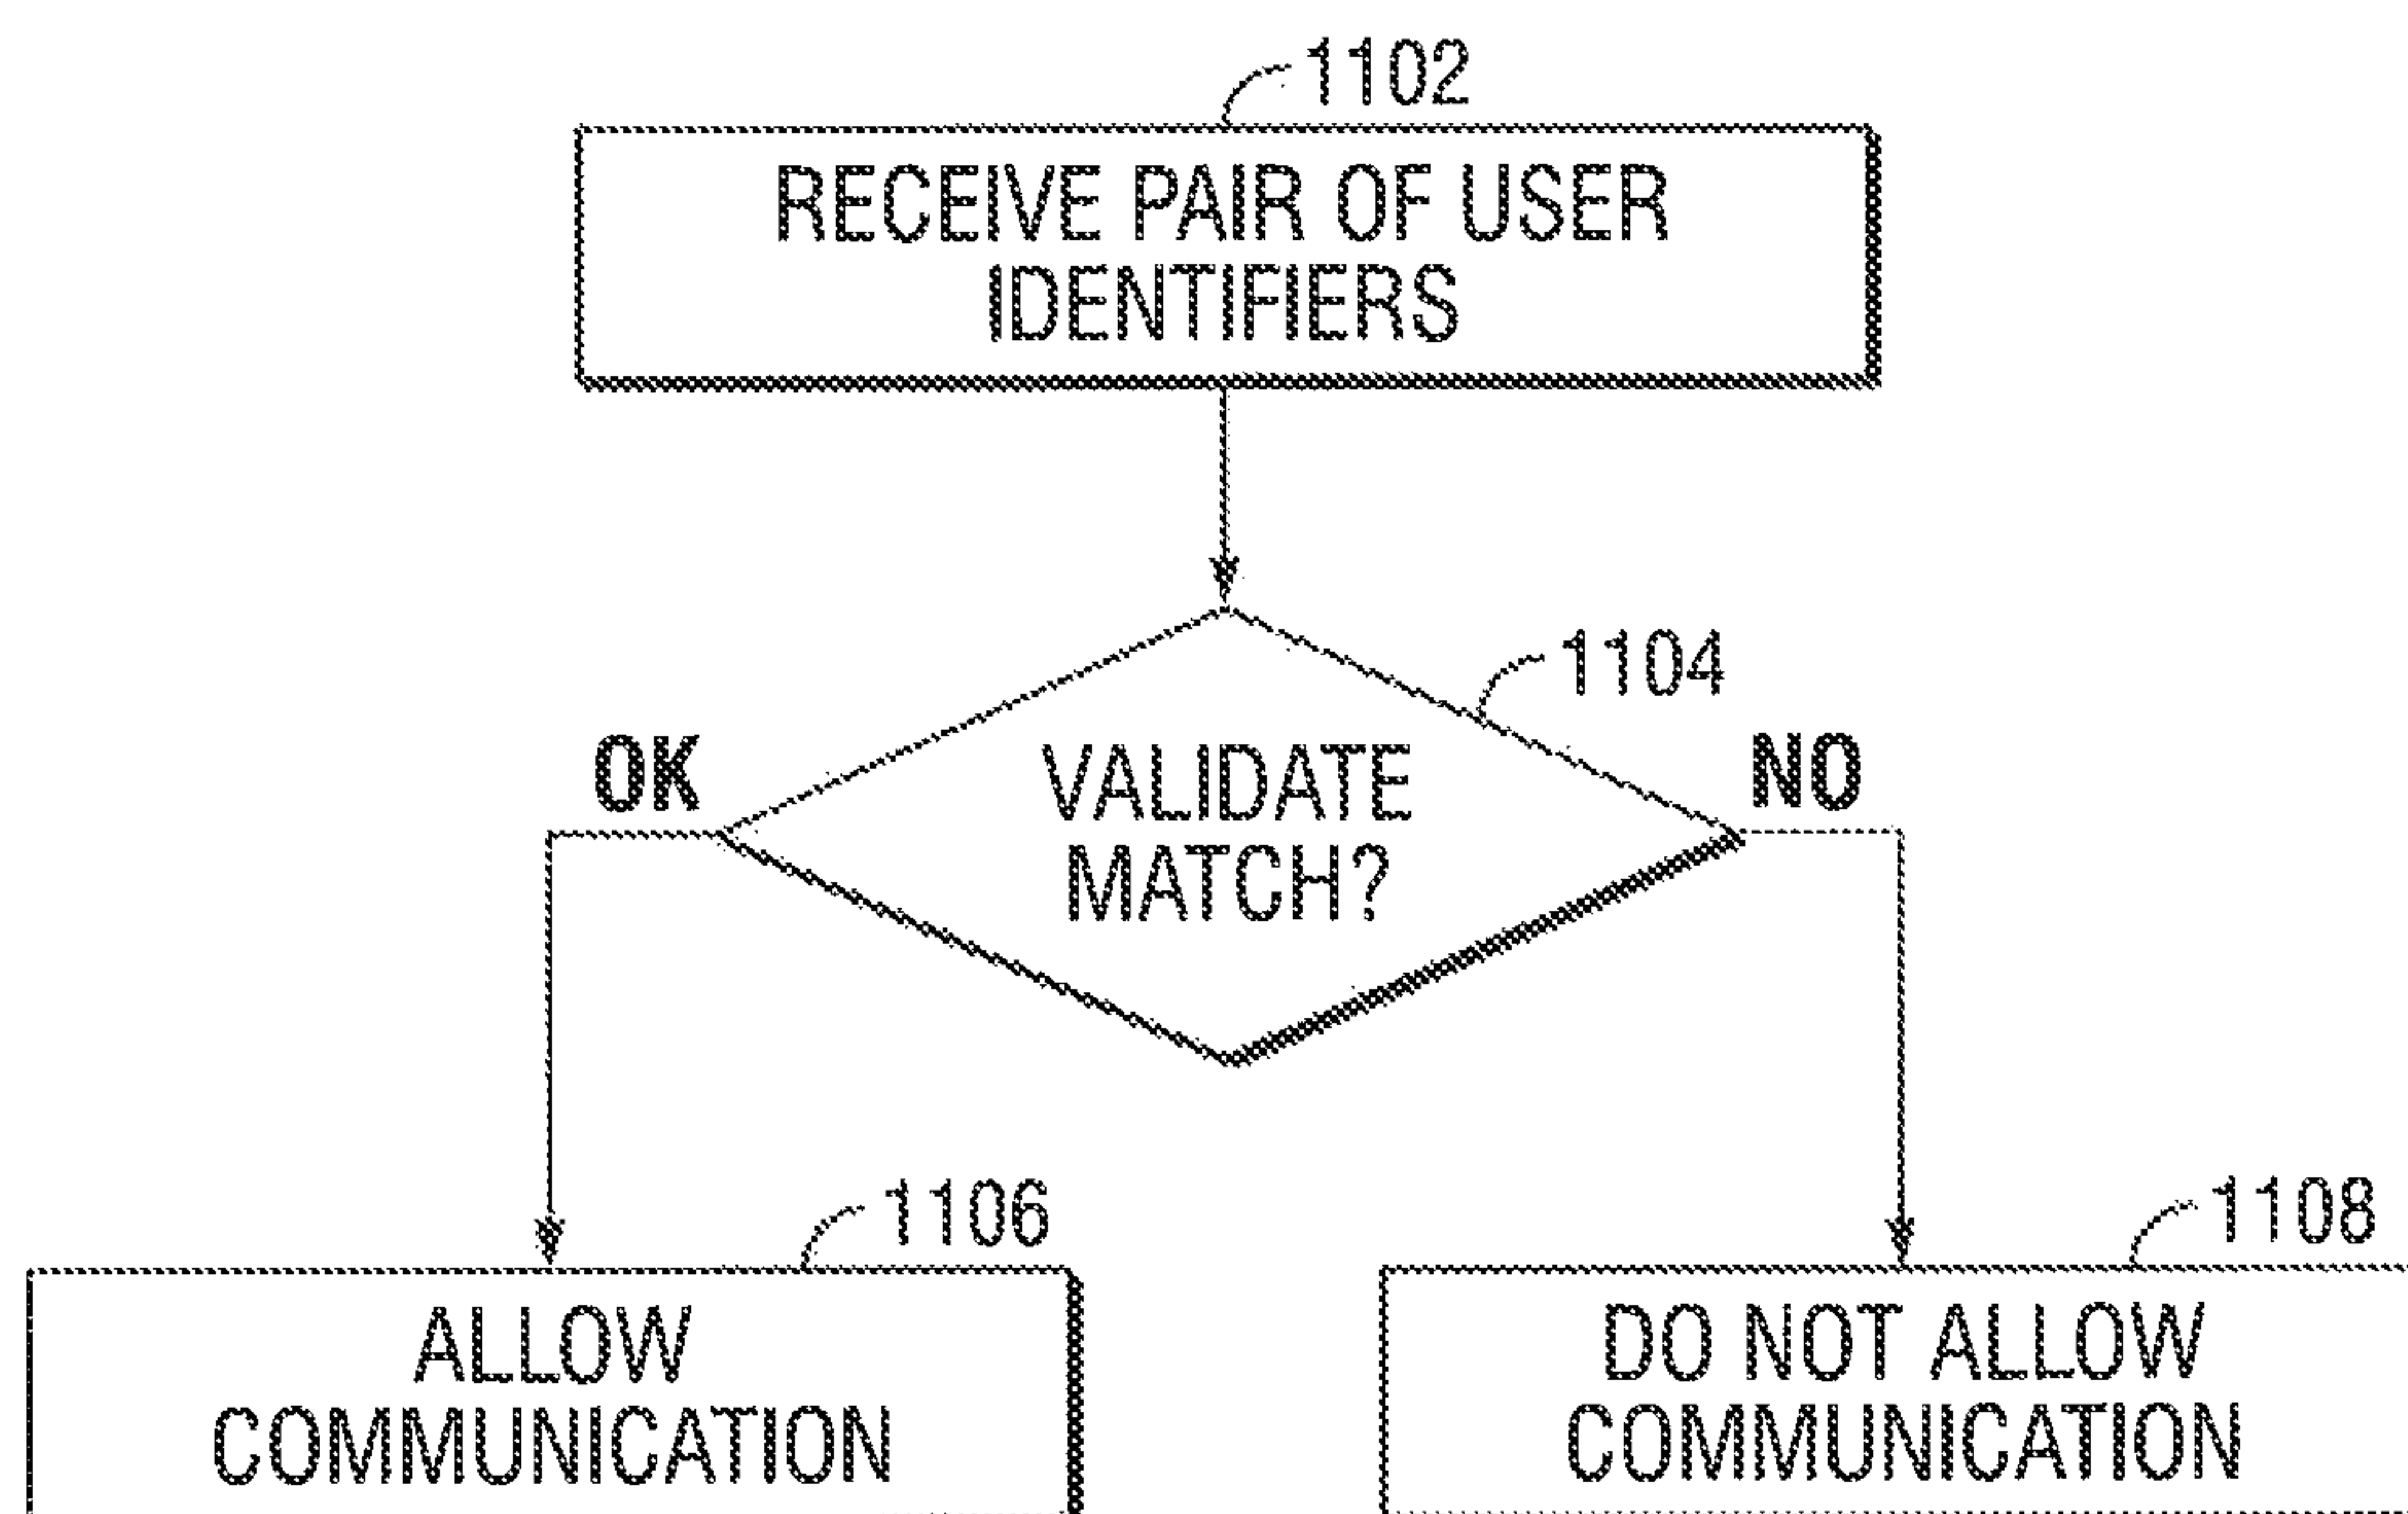 1102
RECEIVE PAIR OF USER
IDENTIFIERS
1104
OK
NO
VALIDATE
MATCH?
1106
1108
ALLOW
COMMUNICATION
DO NOT ALLOW
COMMUNICATION